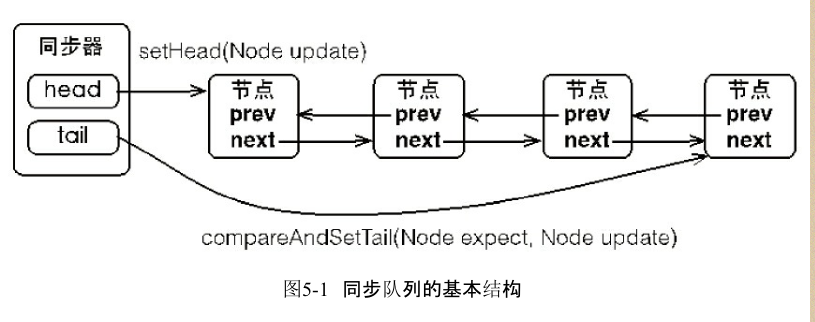 同步器
setHead(Node update)
head
tail
节点
prev
next
节点
prev
next
节点
prev
next
节点
prev
next
compareAndSetTail(Node expect, Node update)
图5-1 同步队列的基本结构